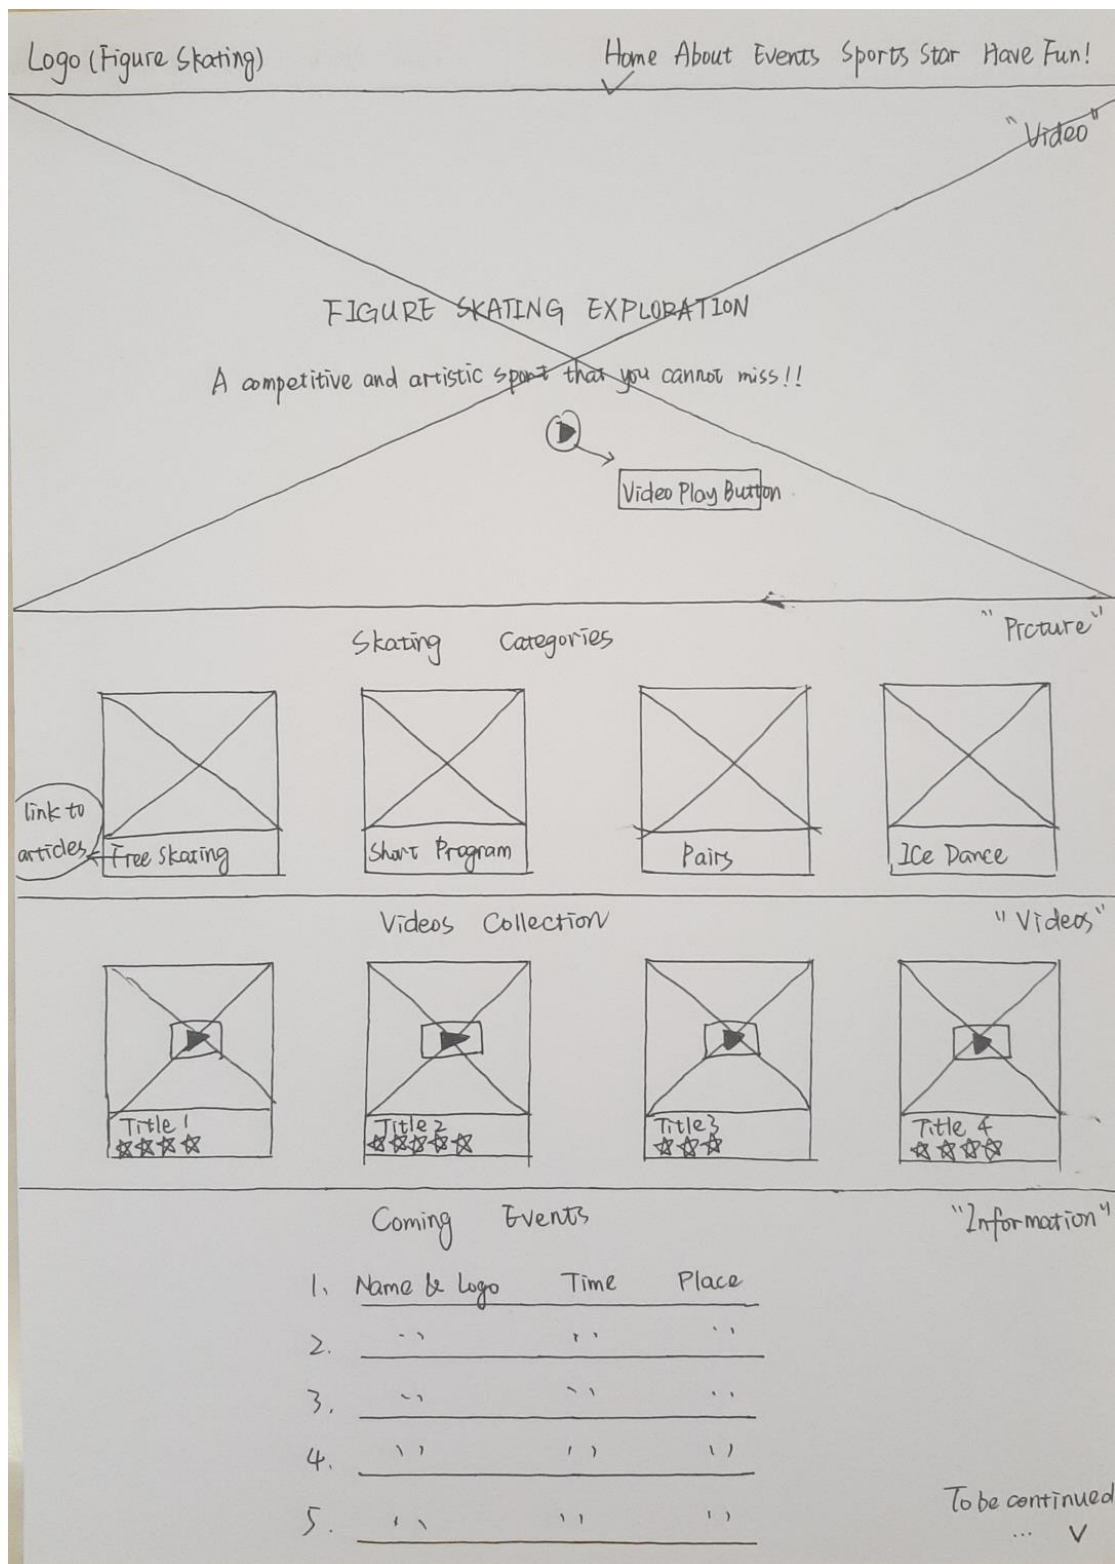 Logo (Figure Skating) Home About Events Sports Star Have Fun!
"Video"
FIGURE SKATING EXPLORATION
A competitive and artistic sport that you cannot miss!!
Video Play Button
"Picture"
Skating Categories
link to
articles
Free Skating Short Program Pairs Ice Dance
Videos Collection "Videos"
Title 1 Title 2 Title 3 Title 4
Coming Events "Information"
1. Name & Logo Time Place
2. " " "
3. " " "
4. " " "
5. " " "
To be continued
...